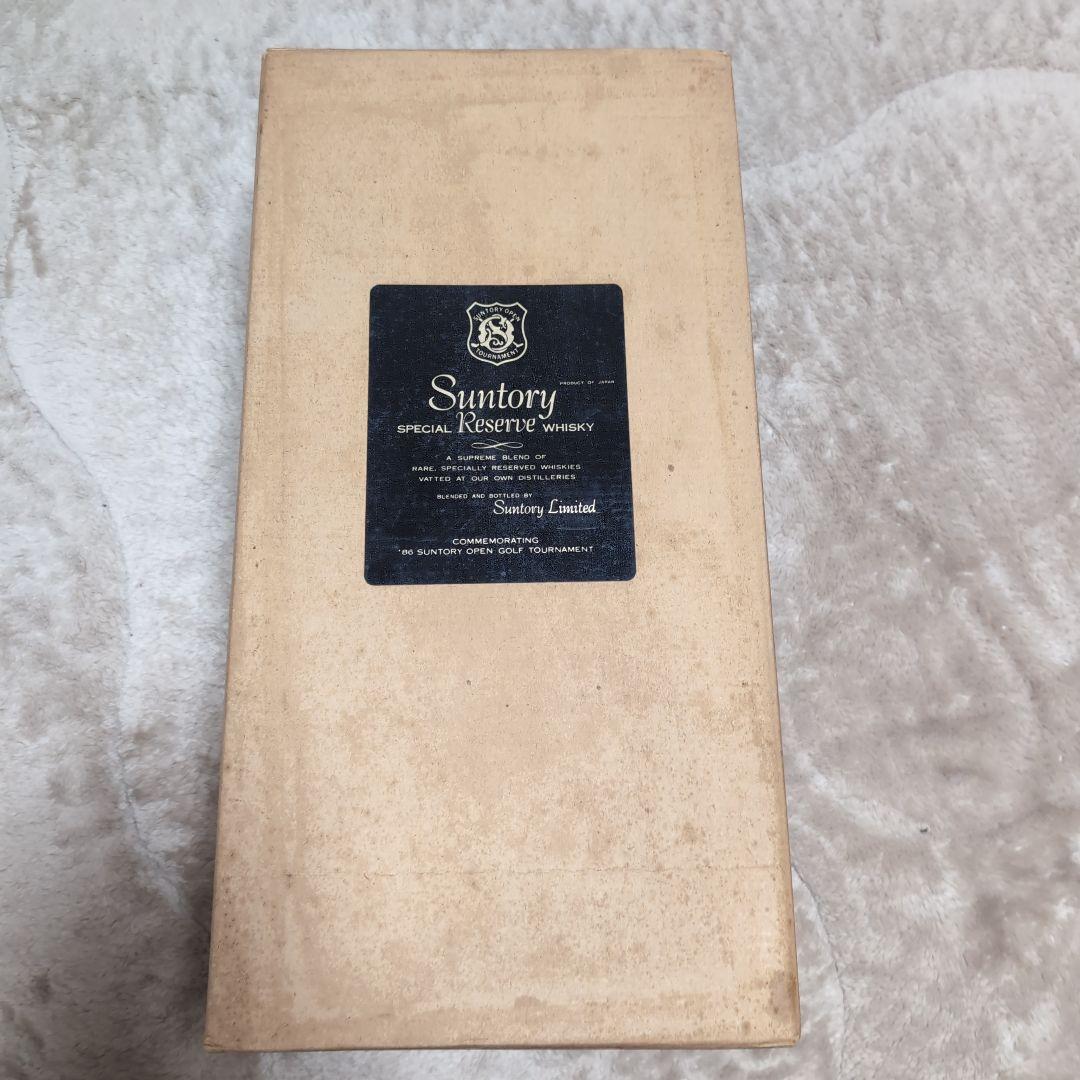 SUNTORY OPEN
TOURNAMENT
PRODUCT OF JAPAN
Suntory
SPECIAL Reserve WHISKY
A SUPREME BLEND OF
RARE, SPECIALLY RESERVED WHISKIES
VATTED AT OUR OWN DISTILLERIES
BLENDED AND BOTTLED BY
Suntory Limited
COMMEMORATING
'86 SUNTORY OPEN GOLF TOURNAMENT